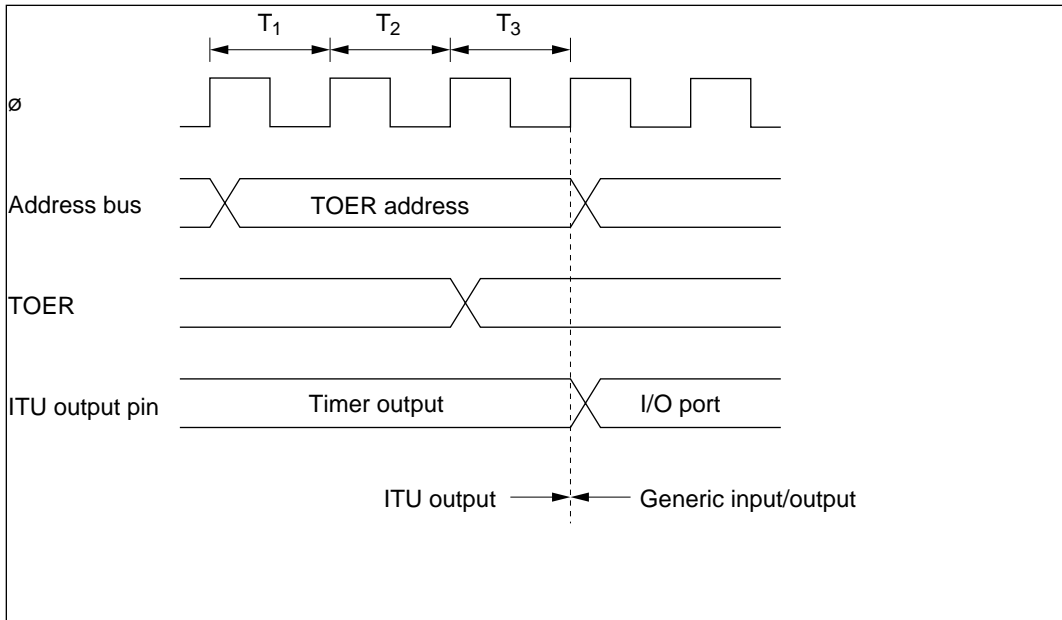 T1 T2 T3
ø
Address bus TOER address
TOER
ITU output pin Timer output I/O port
ITU output Generic input/output